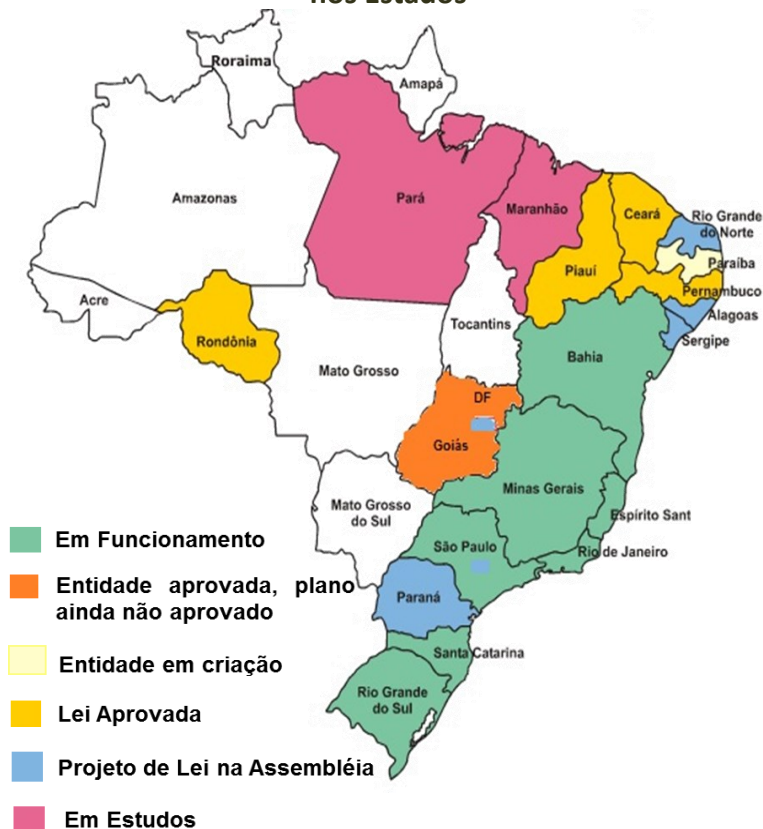 nos Estados
Roraima
Amapá
Amazonas
Pará
Maranhão
Ceará
Rio Grande
do Norte
Paraíba
Piauí
Pernambuco
Acre
Alagoas
Rondônia
Tocantins
Sergipe
Mato Grosso
Bahia
DF
Goiás
Minas Gerais
Mato Grosso
do Sul
Espírito Sant
São Paulo
Rio de Janeiro
Paraná
Santa Catarina
Rio Grande
do Sul
Em Funcionamento
Entidade aprovada, plano
ainda não aprovado
Entidade em criação
Lei Aprovada
Projeto de Lei na Assembléia
Em Estudos